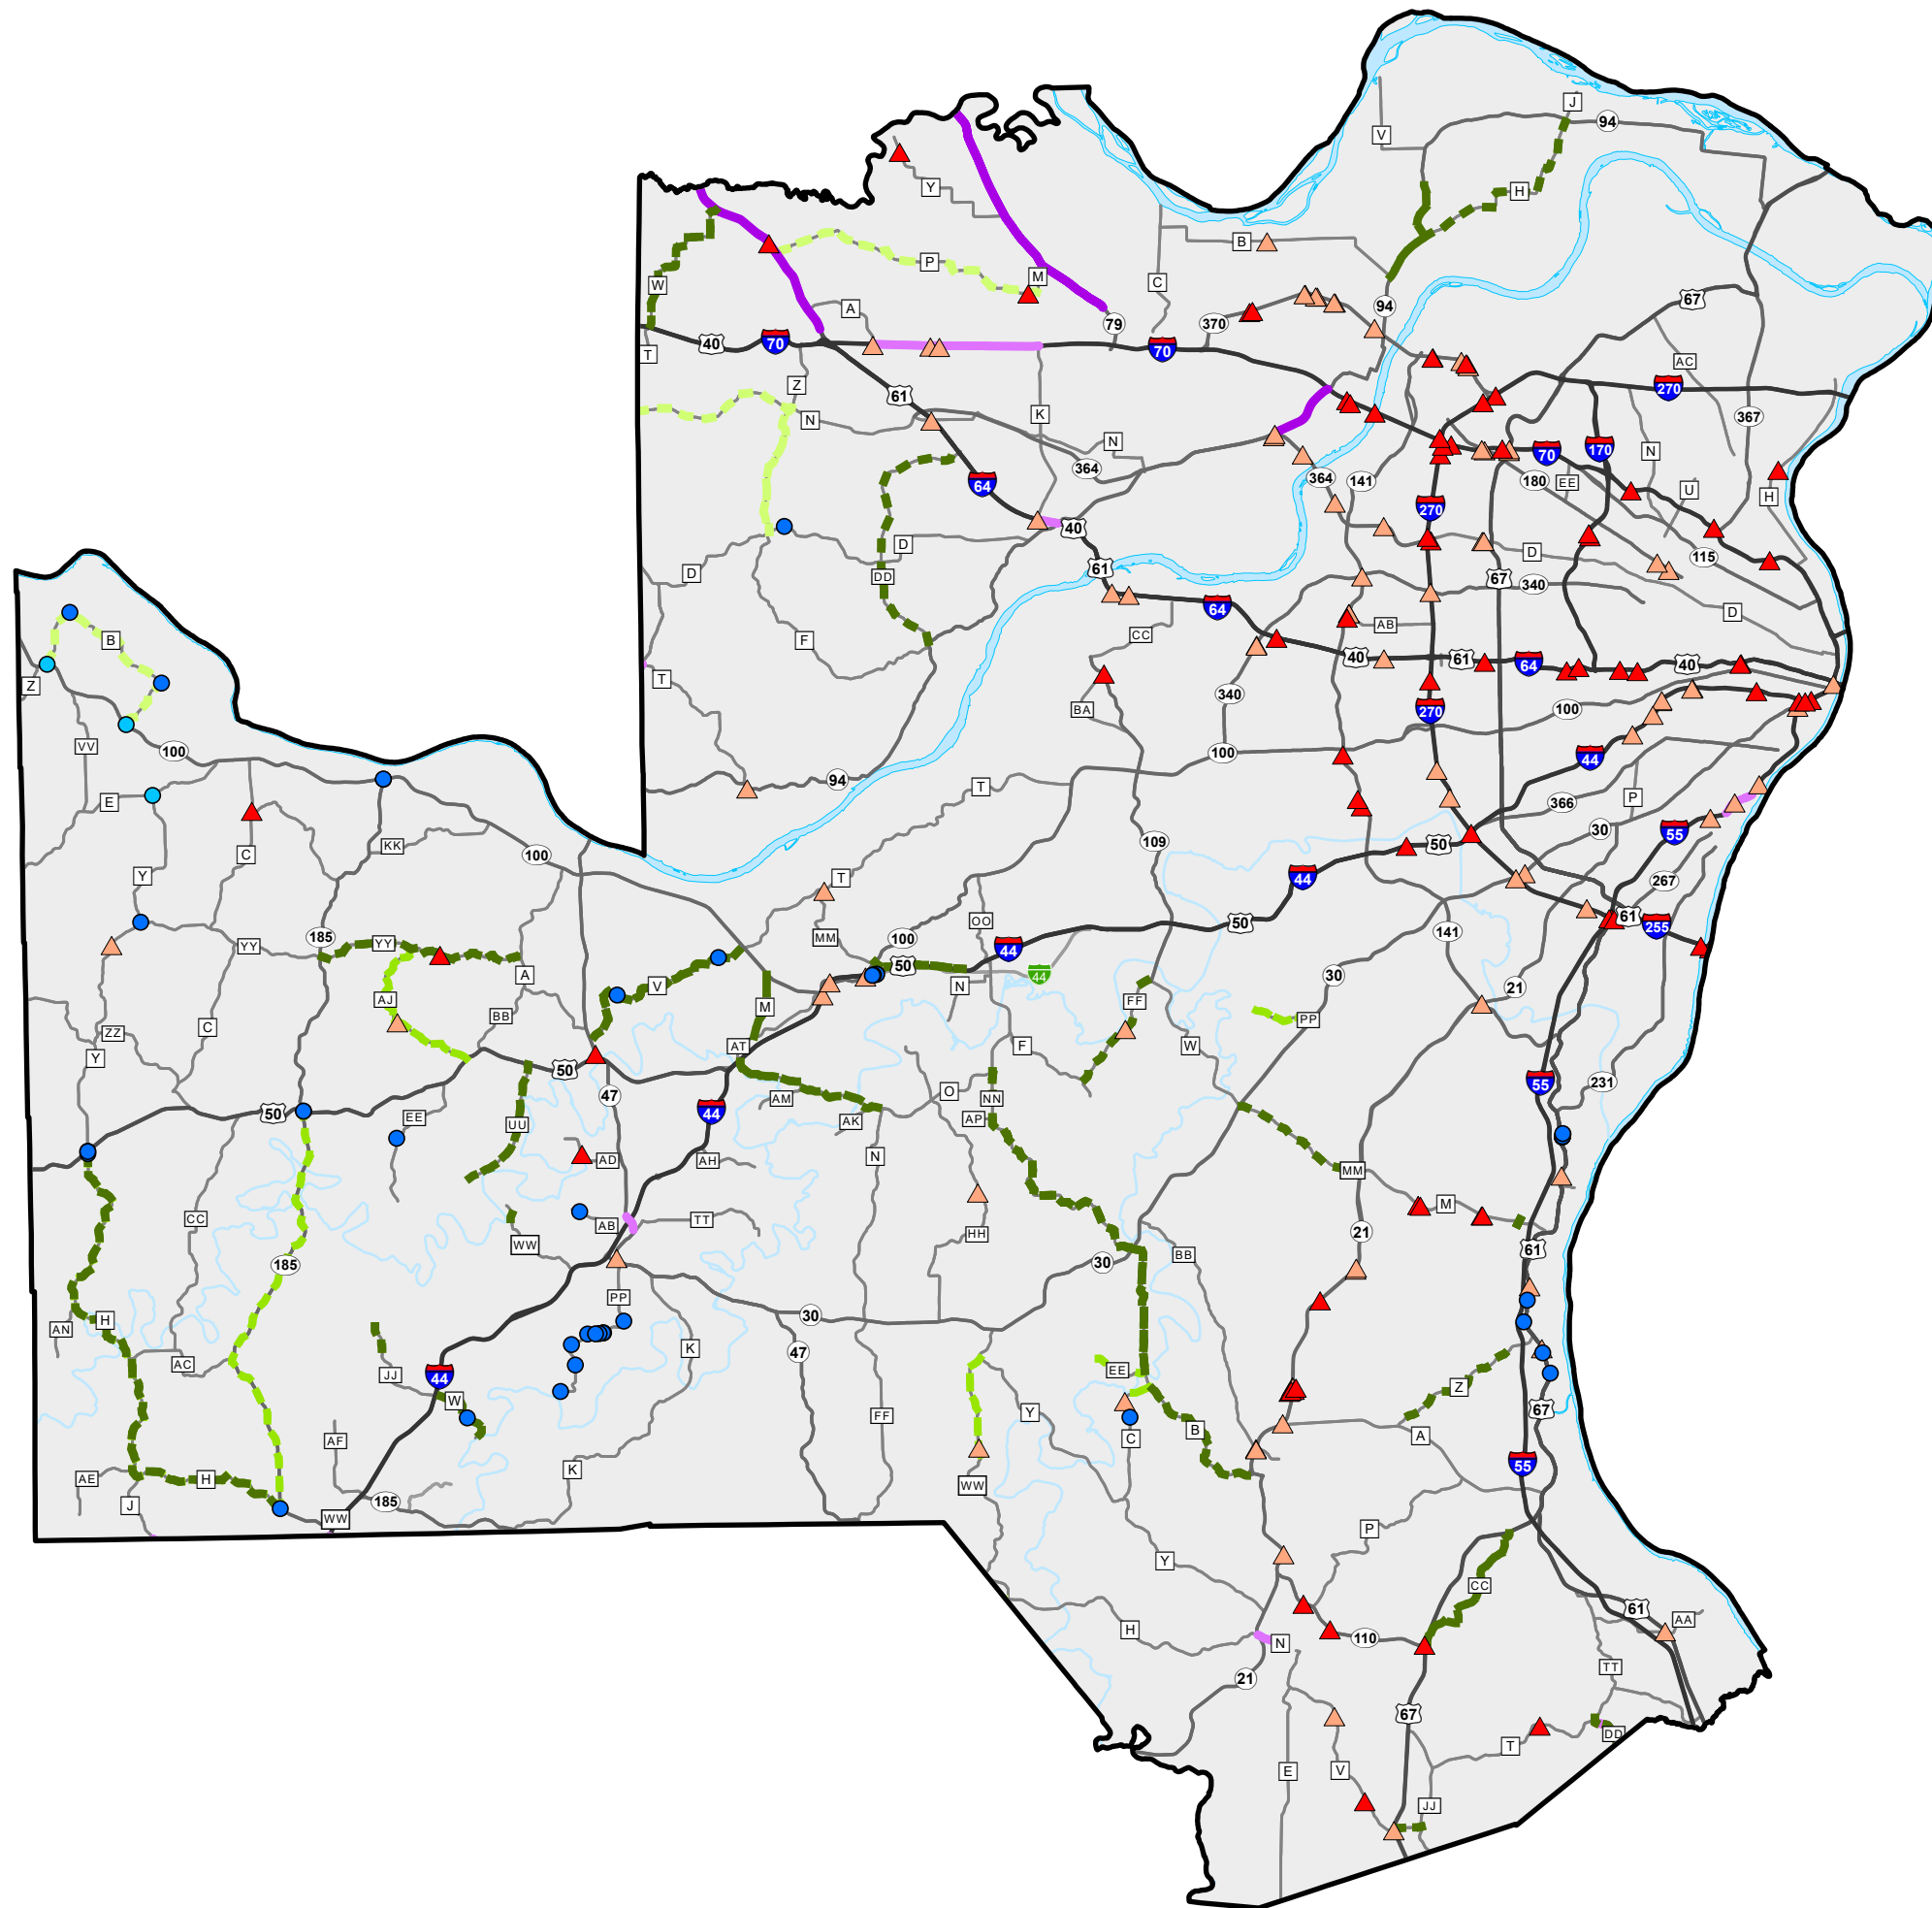 J
94
V
Y
H
B
P
M
W
C
67
A
94
79
370
40
70
70
T
AC
270
Z
61
K
367
N
N
364
70
170
N
364
141
180
EE
U
H
64
270
40
D
D
115
D
61
67
340
DD
64
D
B
F
CC
AB
40
61
64
40
Z
T
340
BA
270
100
VV
100
100
44
94
T
E
366
P
30
55
109
50
KK
C
100
Y
T
44
267
OO
61
185
YY
YY
MM
100
50
255
141
A
50
44
44
30
V
N
21
AJ
M
FF
BB
PP
C
ZZ
AT
F
W
Y
50
55
231
47
O
AM
NN
44
50
EE
UU
AK
AP
AD
AH
N
MM
CC
AB
TT
M
WW
HH
21
61
BB
185
30
PP
30
H
AN
K
47
AC
JJ
44
EE
Z
W
67
Y
FF
B
A
AF
C
55
K
AE
H
WW
J
185
WW
P
Y
CC
61
AA
H
110
N
TT
21
67
DD
T
E
V
JJ